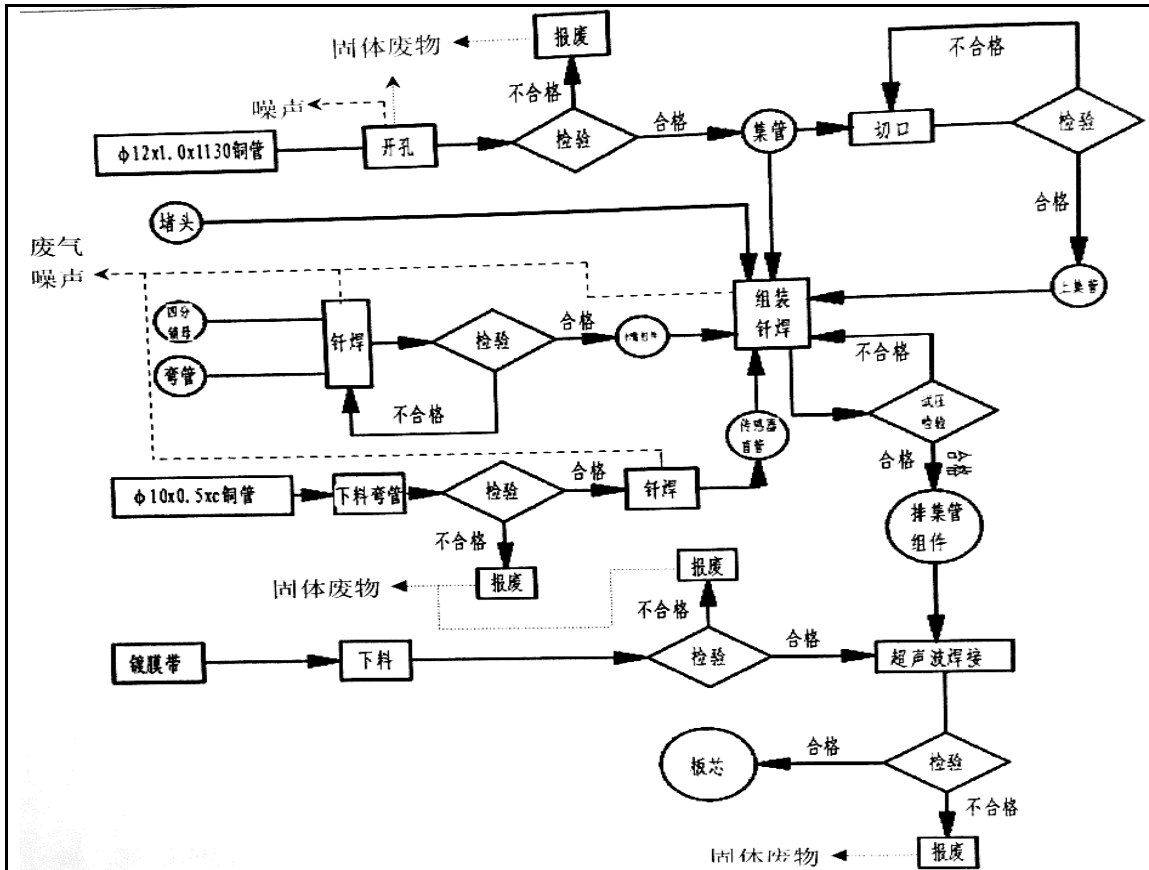 固体废物
报废
不合格
噪声
不合格
φ12x1.0x1130铜管
开孔
检验
合格
集管
切口
检验
堵头
合格
废气
噪声
上集管
组装
钎焊
四分
弯管
钎焊
检验
合格
不合格
不合格
试压
检验
传感器
直管
合格
合格
φ10x0.5xc铜管
下料弯管
检验
合格
钎焊
不合格
排集管
组件
固体废物
报废
报废
不合格
镀膜带
下料
检验
合格
超声波焊接
板芯
合格
检验
不合格
固体废物
报废